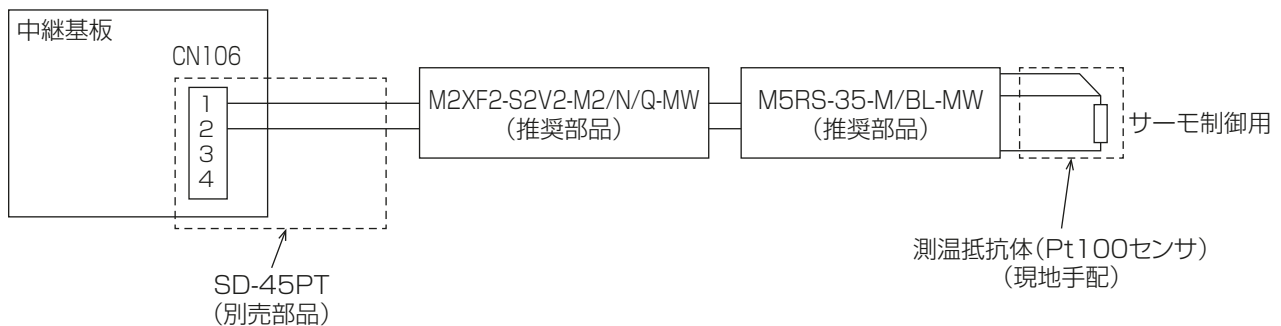 中継基板
CN106
1
2
3
4
M2XF2-S2V2-M2/N/Q-MW
（推奨部品）
M5RS-35-M/BL-MW
（推奨部品）
サーモ制御用
測温抵抗体(Pt100センサ)
（現地手配）
SD-45PT
（別売部品）